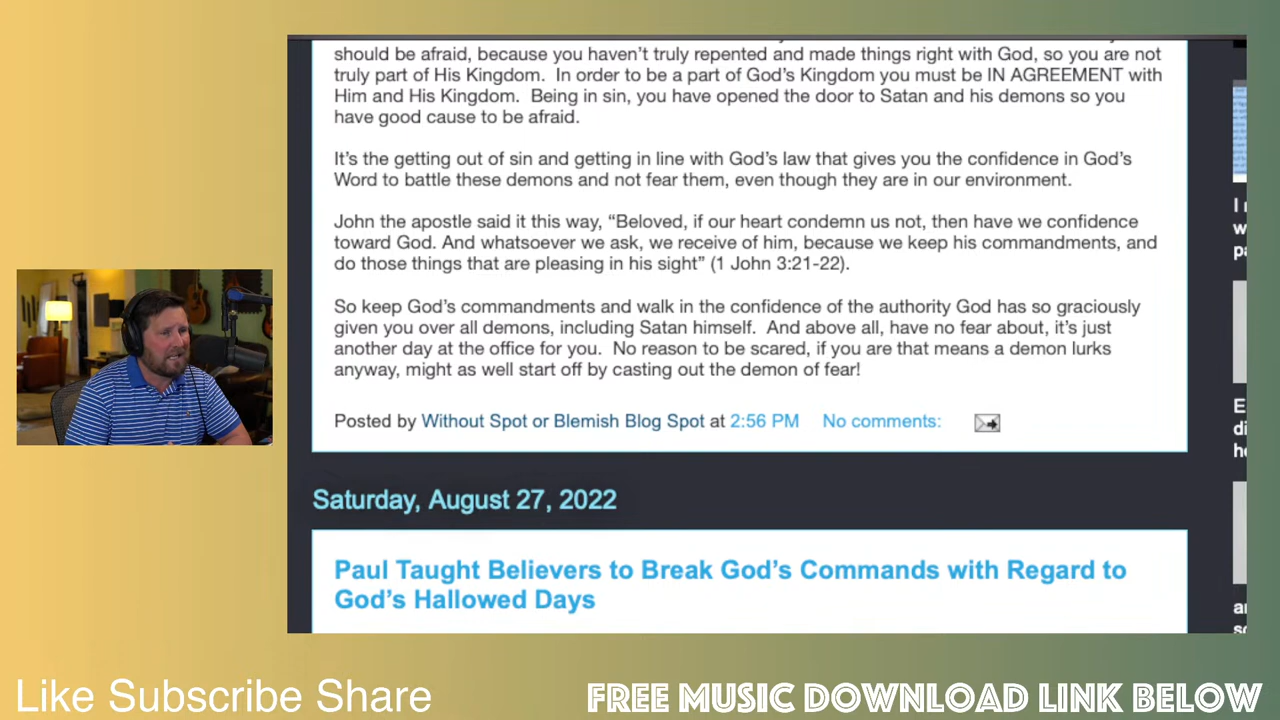 should be afraid, because you haven't truly repented and made things right with God, so you are not
truly part of His Kingdom.  In order to be a part of God's Kingdom you must be IN AGREEMENT with
Him and His Kingdom.  Being in sin, you have opened the door to Satan and his demons so you
have good cause to be afraid.
It's the getting out of sin and getting in line with God's law that gives you the confidence in God's
Word to battle these demons and not fear them, even though they are in our environment.
John the apostle said it this way, “Beloved, if our heart condemn us not, then have we confidence
toward God. And whatsoever we ask, we receive of him, because we keep his commandments, and
do those things that are pleasing in his sight” (1 John 3:21-22).
So keep God's commandments and walk in the confidence of the authority God has so graciously
given you over all demons, including Satan himself.  And above all, have no fear about, it's just
another day at the office for you.  No reason to be scared, if you are that means a demon lurks
anyway, might as well start off by casting out the demon of fear!
Posted by Without Spot or Blemish Blog Spot at 2:56 PM No comments:
Saturday, August 27, 2022
Paul Taught Believers to Break God's Commands with Regard to
God's Hallowed Days
Like Subscribe Share
FREE MUSIC DOWNLOAD LINK BELOW